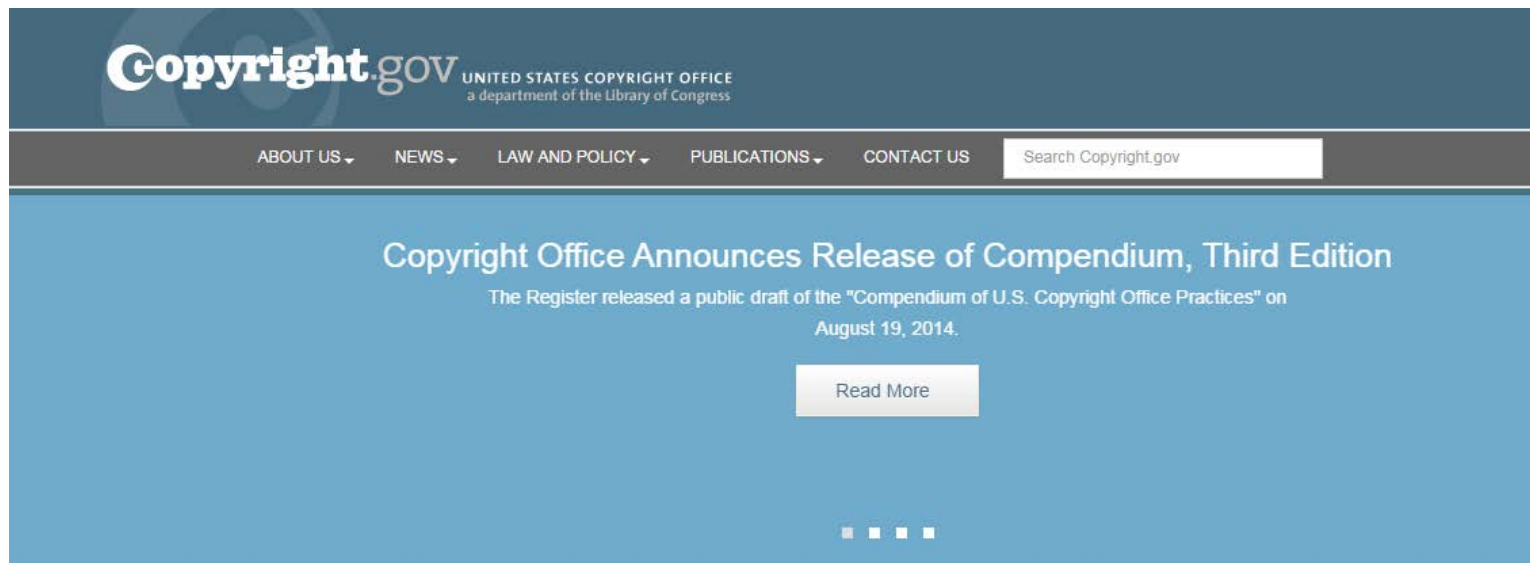 Copyright.gov UNITED STATES COPYRIGHT OFFICE
a department of the Library of Congress
ABOUT US NEWS LAW AND POLICY PUBLICATIONS CONTACT US Search Copyright.gov
Copyright Office Announces Release of Compendium, Third Edition
The Register released a public draft of the "Compendium of U.S. Copyright Office Practices" on
August 19, 2014.
Read More